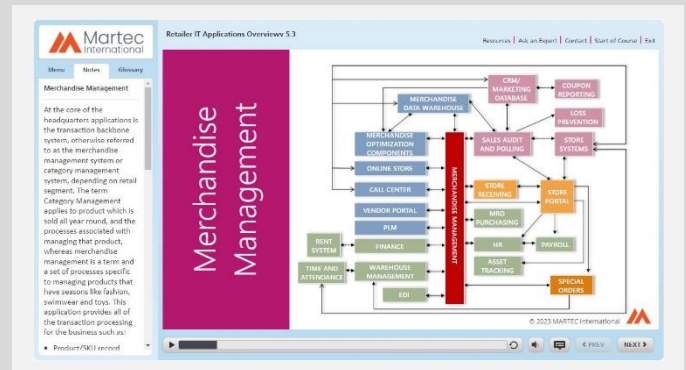 Martec
International
Retailer IT Applications Overviewv 5.3
Resources | Ask an Expert | Contact | Start of Course | Exit
Menu
Notes
Glossary
Merchandise Management
At the core of the
headquarters applications is
the transaction backbone
system, otherwise referred
to as the merchandise
management system or
category management
system, depending on retail
segment. The term
Category Management
applies to product which is
sold all year round, and the
processes associated with
managing that product,
whereas merchandise
management is a term and
a set of processes specific
to managing products that
have seasons like fashion,
swimwear and toys. This
application provides all of
the transaction processing
for the business such as:
• Product/SKU record
Merchandise
Management
CRM/
MARKETING
DATABASE
COUPON
REPORTING
MERCHANDISE
DATA WAREHOUSE
LOSS
PREVENTION
MERCHANDISE
OPTIMIZATION
COMPONENTS
SALES AUDIT
AND POLLING
STORE
SYSTEMS
ONLINE STORE
CALL CENTER
VENDOR PORTAL
PLM
MERCHANDISE MANAGEMENT
STORE
RECEIVING
STORE
PORTAL
MRO
PURCHASING
RENT
SYSTEM
FINANCE
HR
PAYROLL
TIME AND
ATTENDANCE
WAREHOUSE
MANAGEMENT
ASSET
TRACKING
EDI
SPECIAL
ORDERS
© 2023 MARTEC International
PREV
NEXT